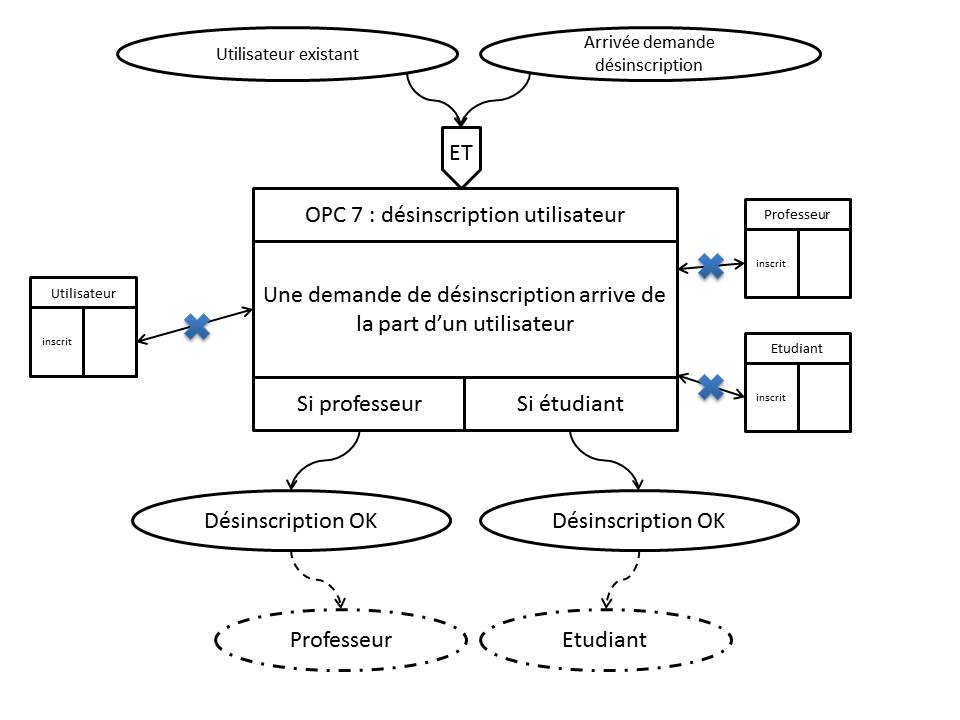 Utilisateur existant
Arrivée demande
désinscription
ET
OPC 7 : désinscription utilisateur
Professeur
inscrit
Utilisateur
inscrit
Une demande de désinscription arrive de
la part d’un utilisateur
Etudiant
inscrit
Si professeur
Si étudiant
Désinscription OK
Désinscription OK
Professeur
Etudiant